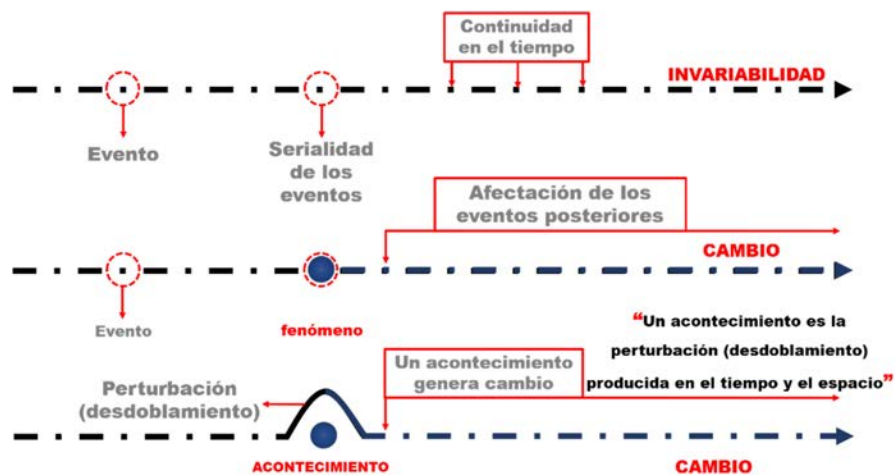 Continuidad
en el tiempo
INVARIABILIDAD
Evento
Serialidad
de los
eventos
Afectación de los
eventos posteriores
CAMBIO
Evento
fenómeno
“Un acontecimiento es la
perturbación (desdoblamiento)
producida en el tiempo y el espacio”
Un acontecimiento
genera cambio
Perturbación
(desdoblamiento)
ACONTECIMIENTO
CAMBIO